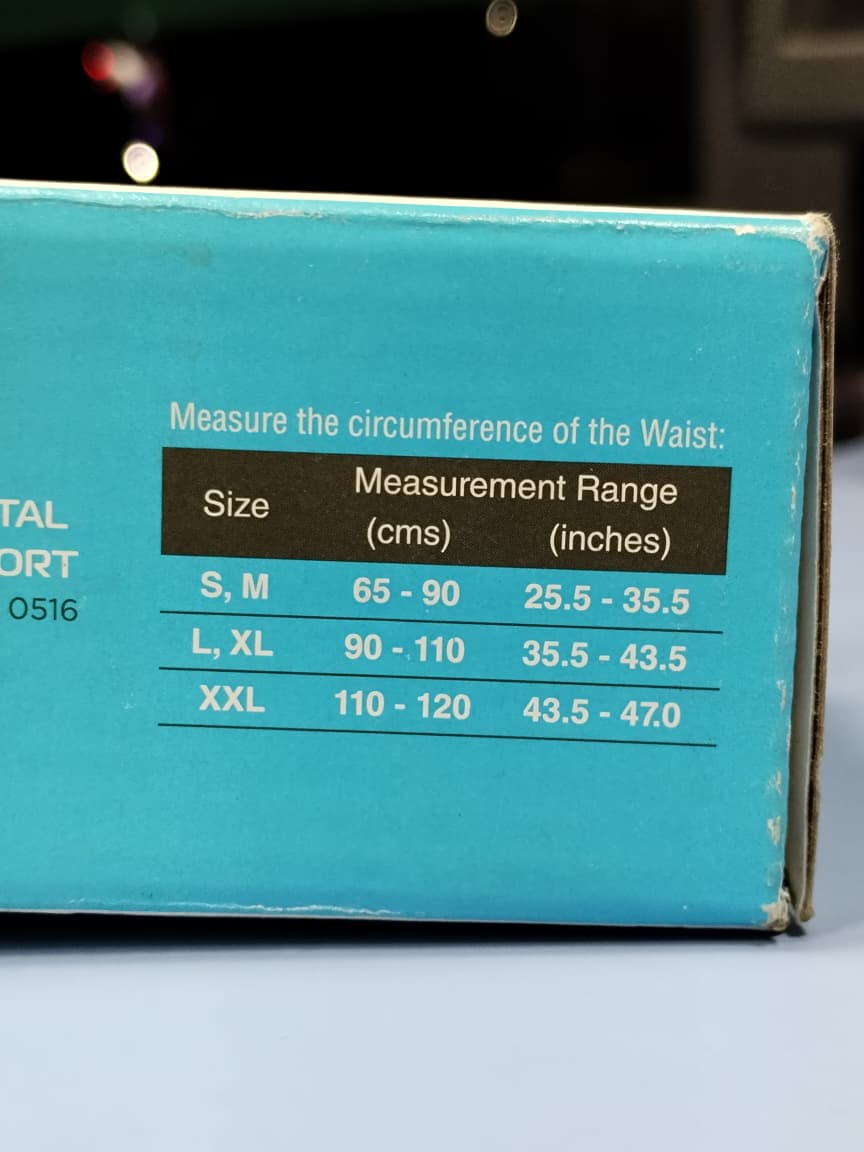 TAL
ORT
0516
Measure the circumference of the Waist:
Size Measurement Range
(cms) (inches)
S, M 65 - 90 25.5 - 35.5
L, XL 90 - 110 35.5 - 43.5
XXL 110 - 120 43.5 - 47.0